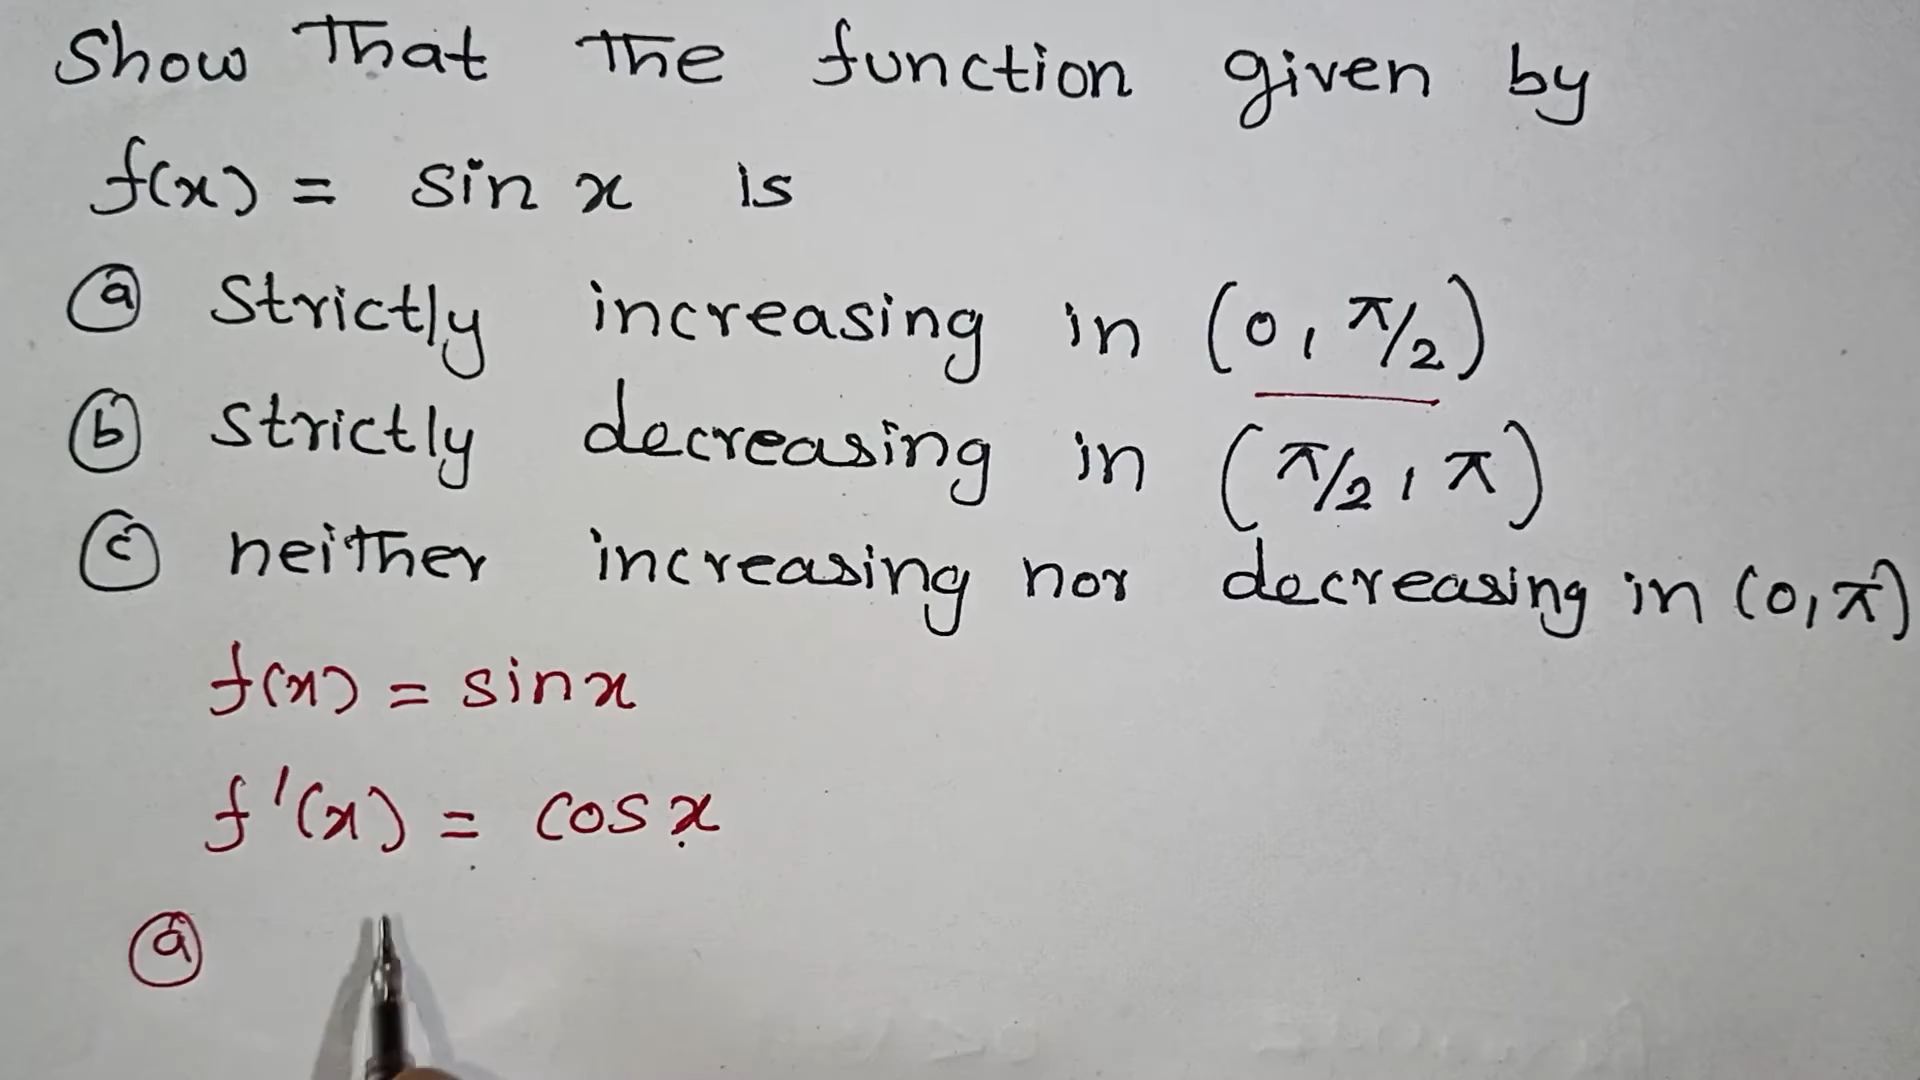 Show That The function given by
f(x) = sin x is
ⓐ Strictly increasing in (0, π/2)
ⓑ strictly decreasing in (π/2, π)
ⓒ neither increasing nor decreasing in (0, π)
f(x) = sin x
f'(x) = cos x
ⓐ